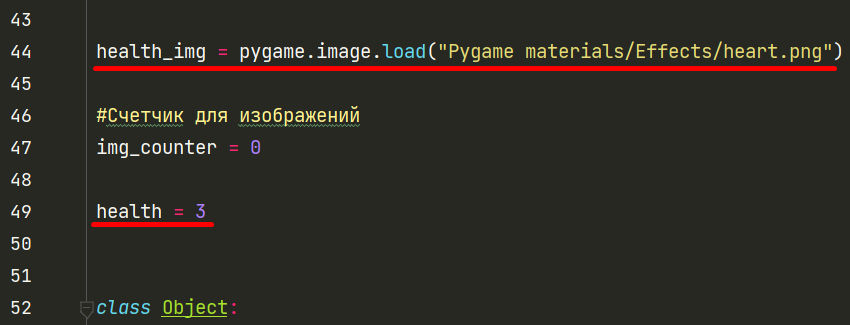 43
44 health_img = pygame.image.load("Pygame materials/Effects/heart.png")
45
46 #Счетчик для изображений
47 img_counter = 0
48
49 health = 3
50
51
52 class Object: